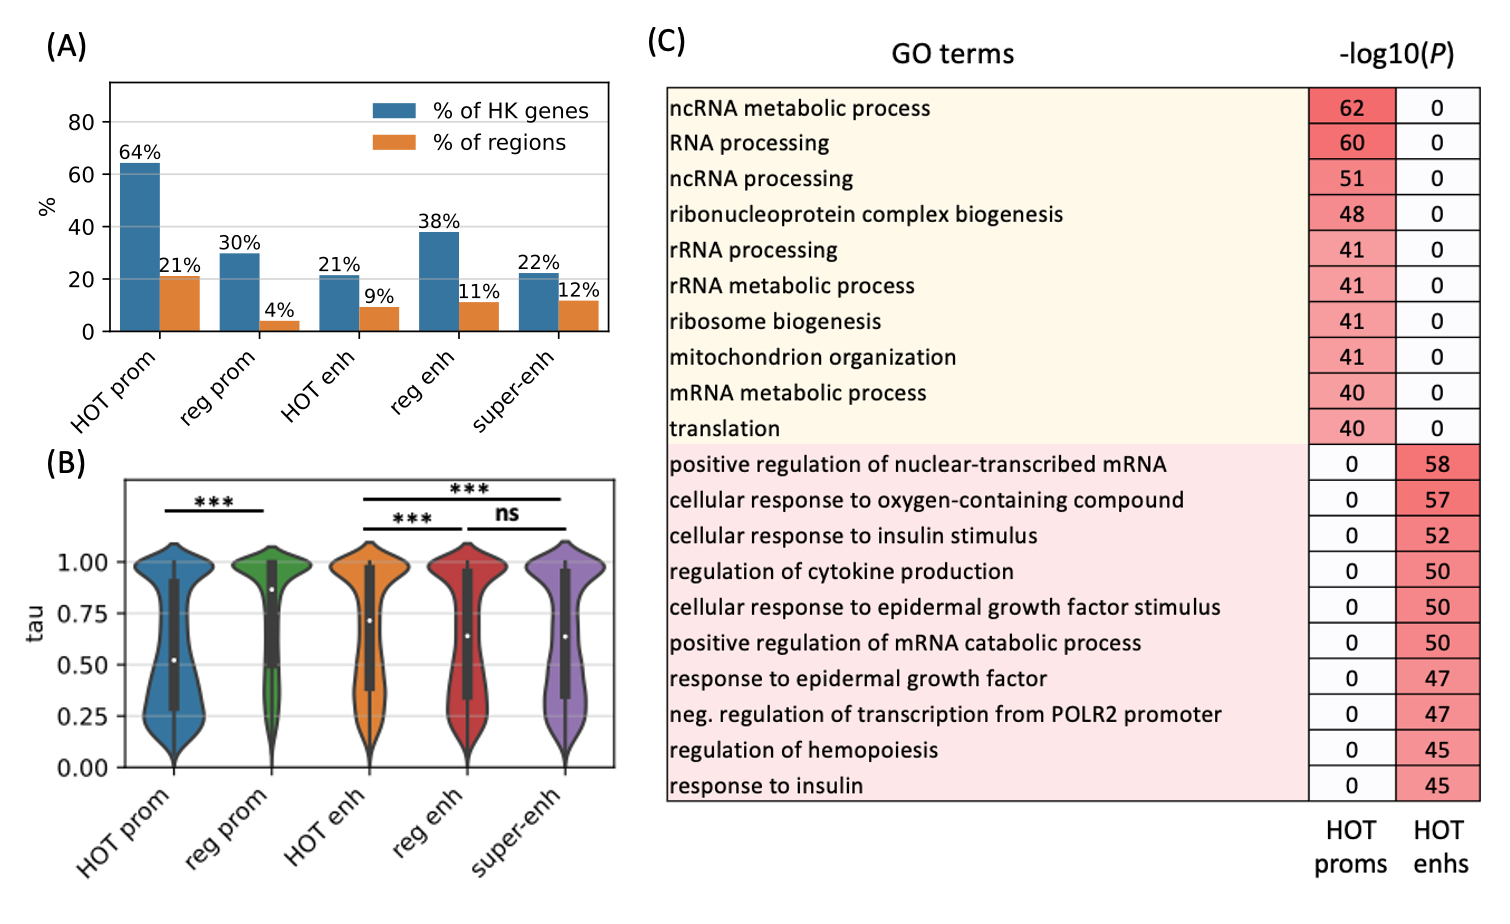 (A)
% of HK genes
% of regions
80
60
40
20
0
%
64%
21%
30%
4%
21%
9%
38%
11%
22%
12%
HOT prom
reg prom
HOT enh
reg enh
super-enh
(B)
***
***
***
ns
1.00
0.75
0.50
0.25
0.00
tau
HOT prom
reg prom
HOT enh
reg enh
super-enh
(C)
GO terms -log10(P)
ncRNA metabolic process 62 0
RNA processing 60 0
ncRNA processing 51 0
ribonucleoprotein complex biogenesis 48 0
rRNA processing 41 0
rRNA metabolic process 41 0
ribosome biogenesis 41 0
mitochondrion organization 41 0
mRNA metabolic process 40 0
translation 40 0
positive regulation of nuclear-transcribed mRNA 0 58
cellular response to oxygen-containing compound 0 57
cellular response to insulin stimulus 0 52
regulation of cytokine production 0 50
cellular response to epidermal growth factor stimulus 0 50
positive regulation of mRNA catabolic process 0 50
response to epidermal growth factor 0 47
neg. regulation of transcription from POLR2 promoter 0 47
regulation of hemopoiesis 0 45
response to insulin 0 45
HOT HOT
proms enhs